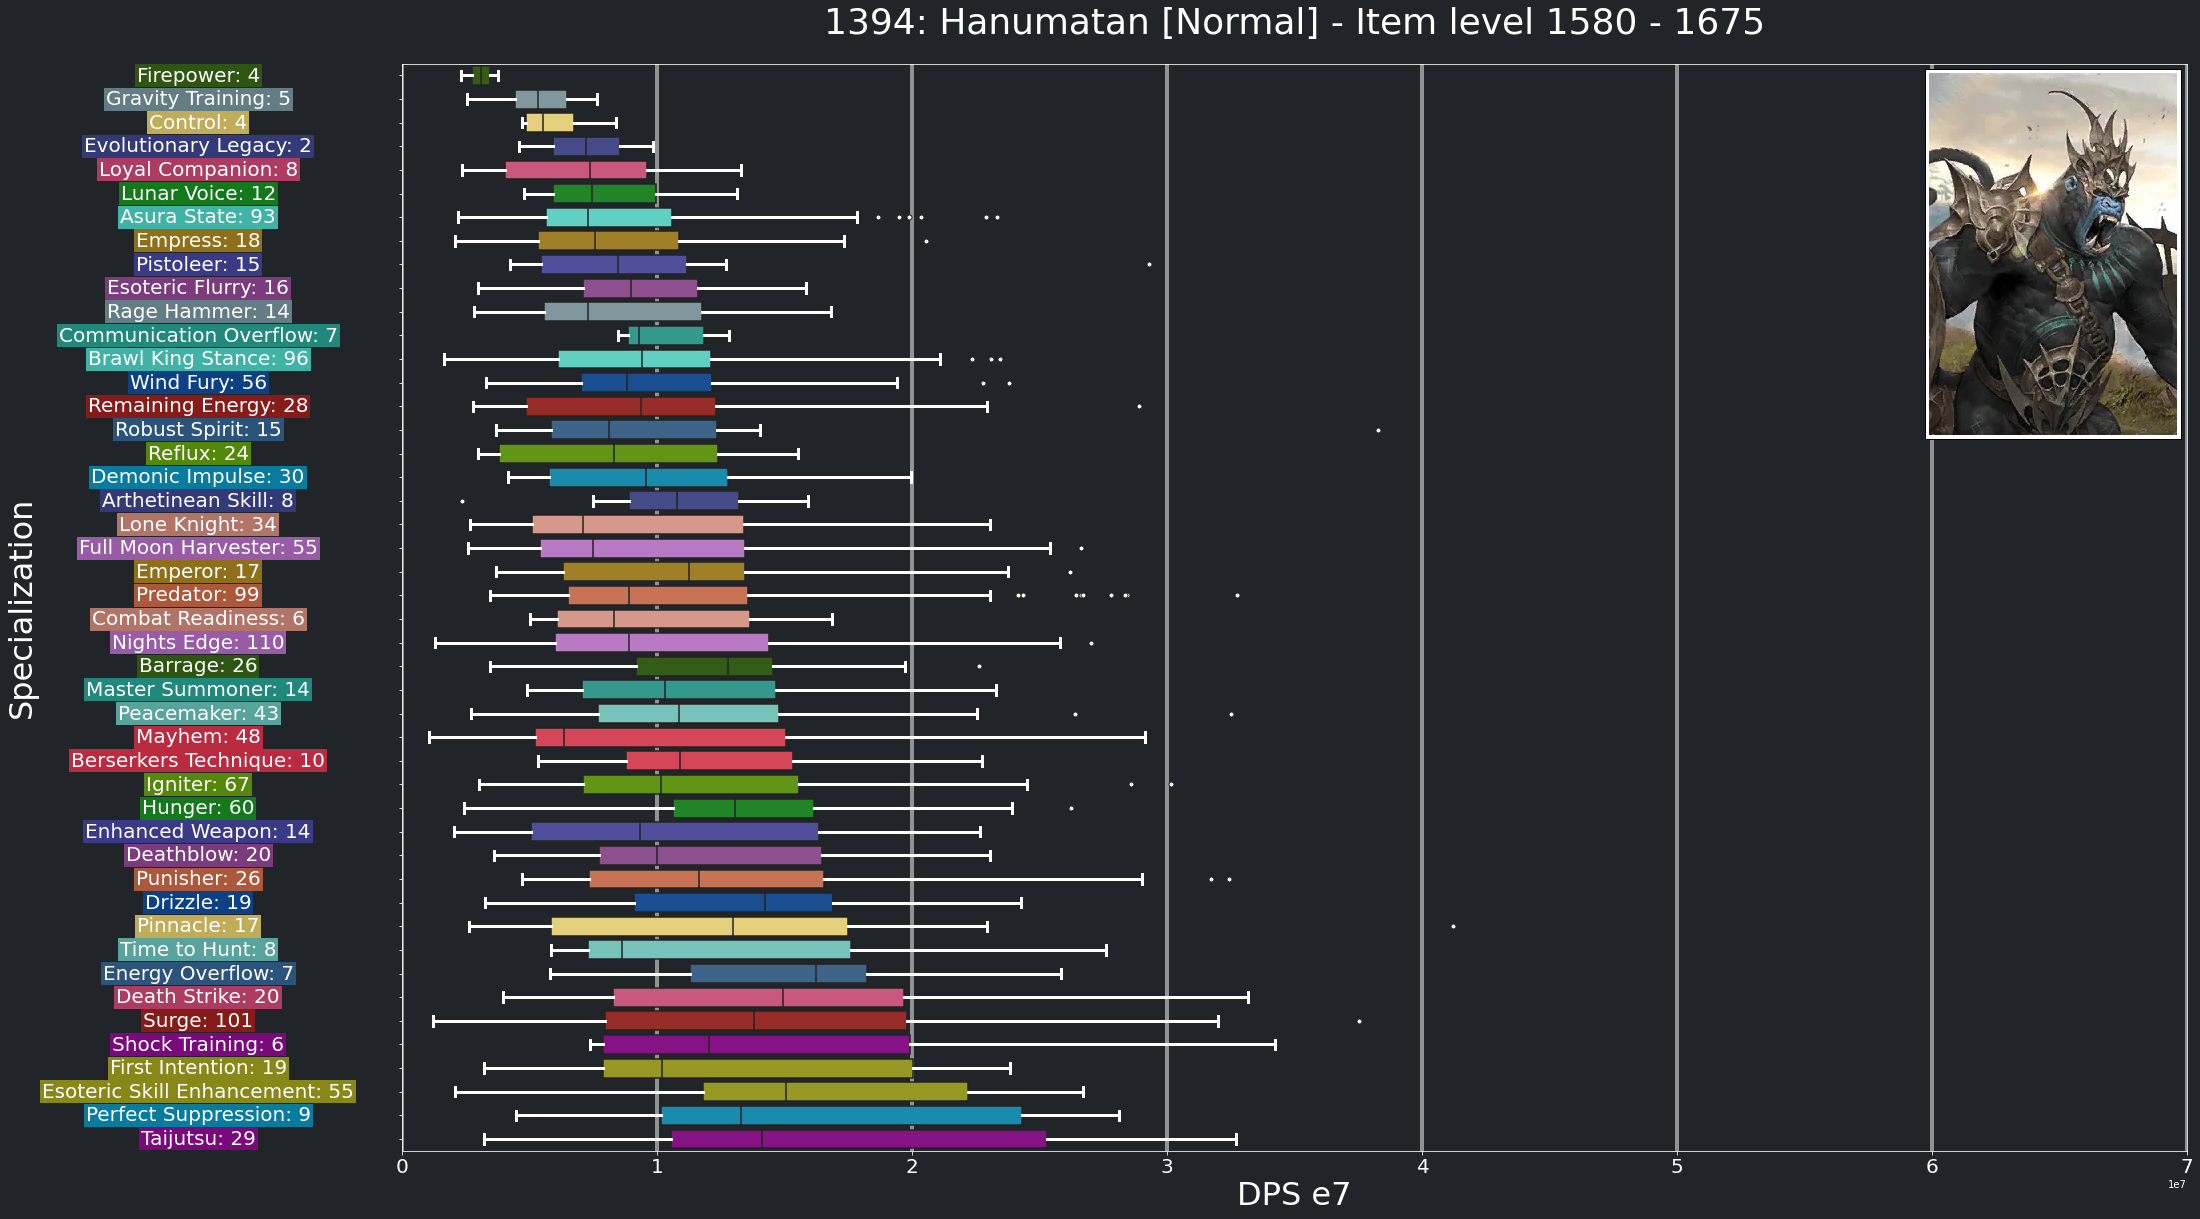 1394: Hanumatan [Normal] - Item level 1580 - 1675
Firepower: 4
Gravity Training: 5
Control: 4
Evolutionary Legacy: 2
Loyal Companion: 8
Lunar Voice: 12
Asura State: 93
Empress: 18
Pistoleer: 15
Esoteric Flurry: 16
Rage Hammer: 14
Communication Overflow: 7
Brawl King Stance: 96
Wind Fury: 56
Remaining Energy: 28
Robust Spirit: 15
Reflux: 24
Demonic Impulse: 30
Arthetinean Skill: 8
Lone Knight: 34
Full Moon Harvester: 55
Emperor: 17
Predator: 99
Combat Readiness: 6
Nights Edge: 110
Barrage: 26
Master Summoner: 14
Peacemaker: 43
Mayhem: 48
Berserkers Technique: 10
Igniter: 67
Hunger: 60
Enhanced Weapon: 14
Deathblow: 20
Punisher: 26
Drizzle: 19
Pinnacle: 17
Time to Hunt: 8
Energy Overflow: 7
Death Strike: 20
Surge: 101
Shock Training: 6
First Intention: 19
Esoteric Skill Enhancement: 55
Perfect Suppression: 9
Taijutsu: 29
Specialization
0 1 2 3 4 5 6 7
1e7
DPS e7